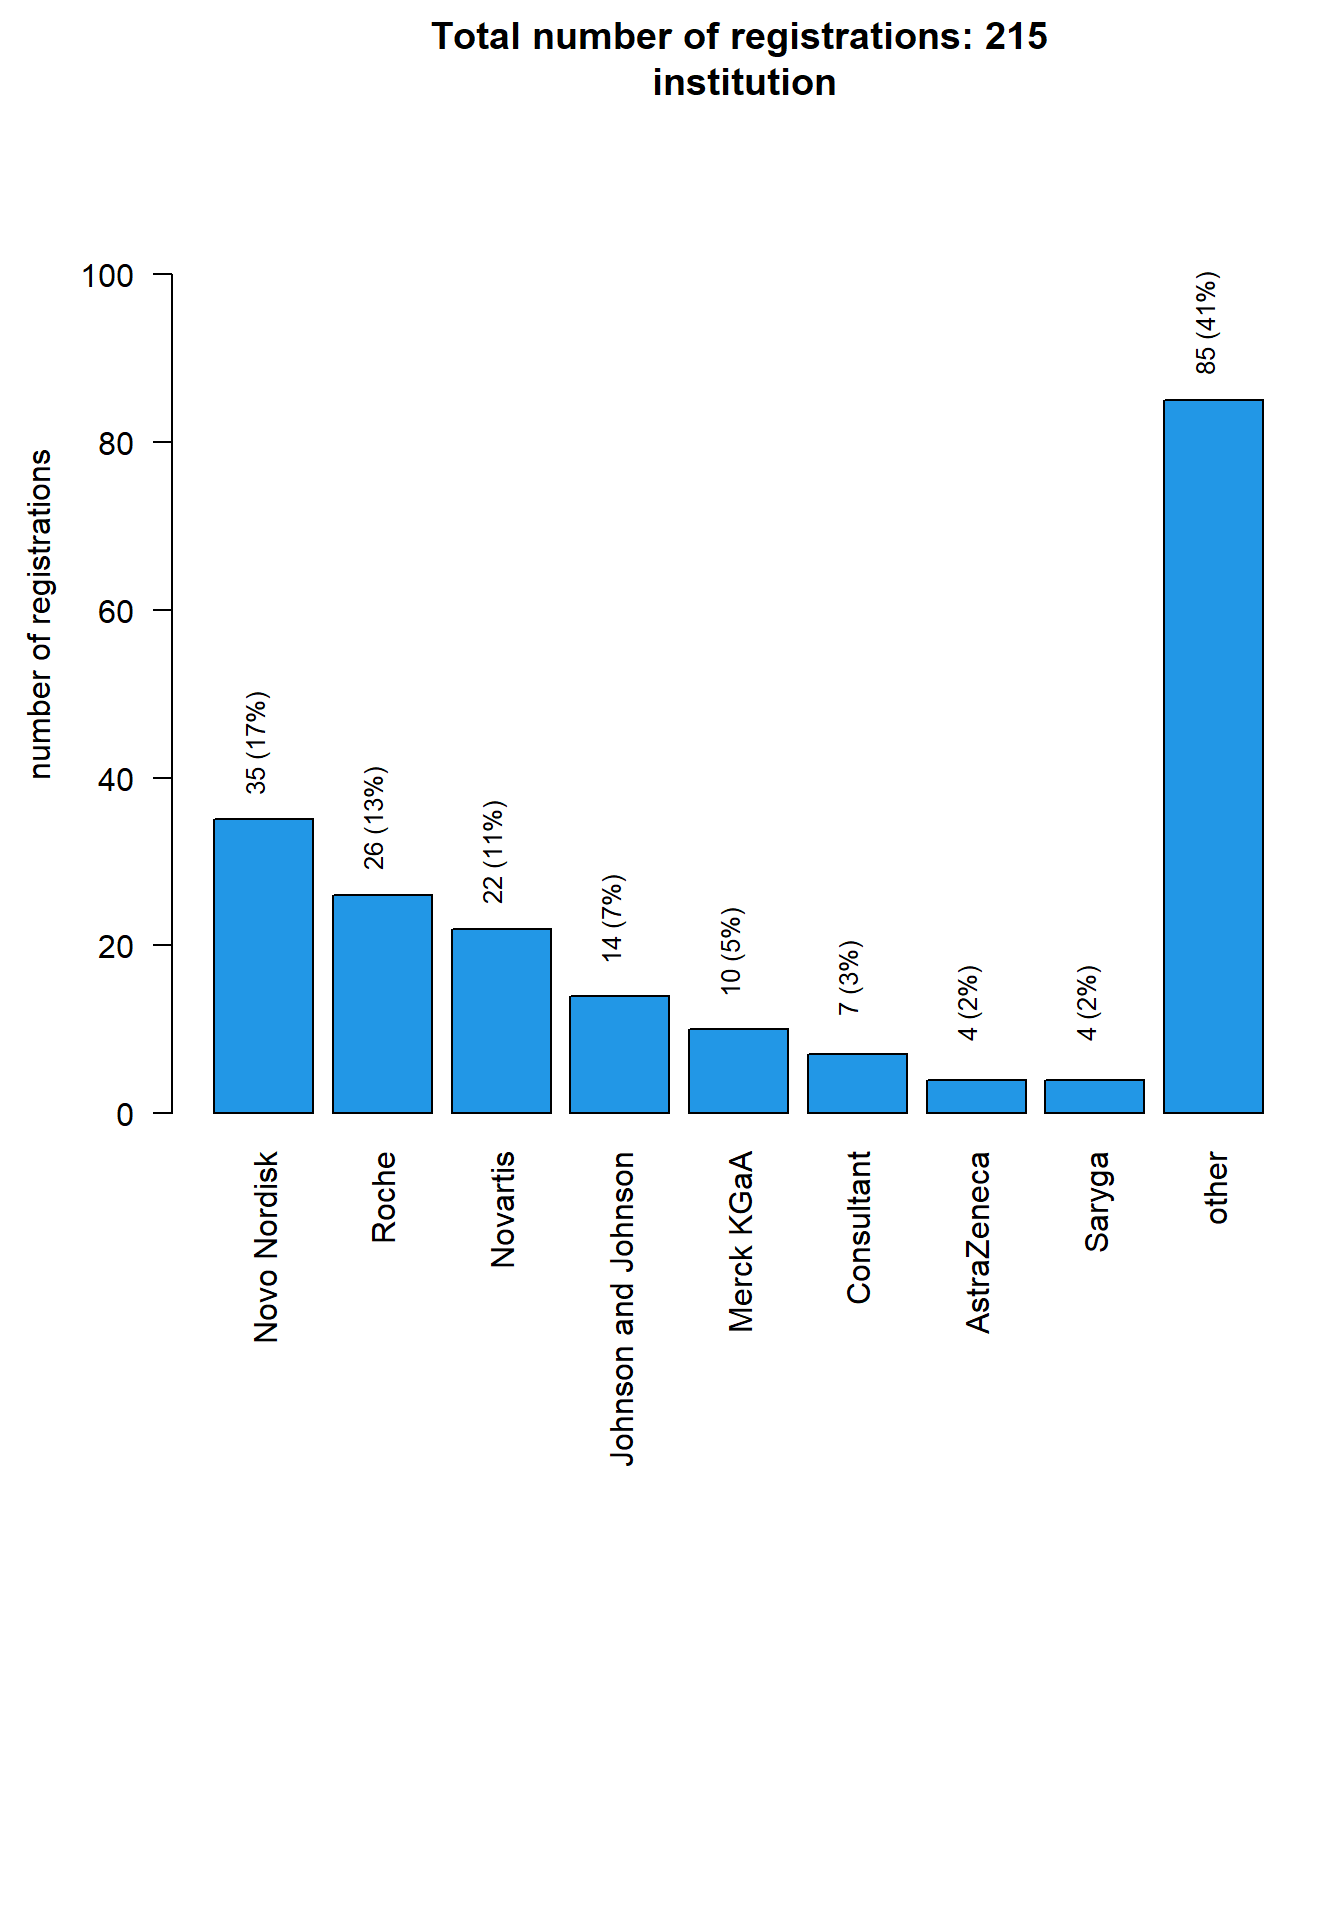 Total number of registrations: 215
institution
number of registrations
100
80
60
40
20
0
35 (17%)
26 (13%)
22 (11%)
14 (7%)
10 (5%)
7 (3%)
4 (2%)
4 (2%)
85 (41%)
Novo Nordisk
Roche
Novartis
Johnson and Johnson
Merck KGaA
Consultant
AstraZeneca
Saryga
other